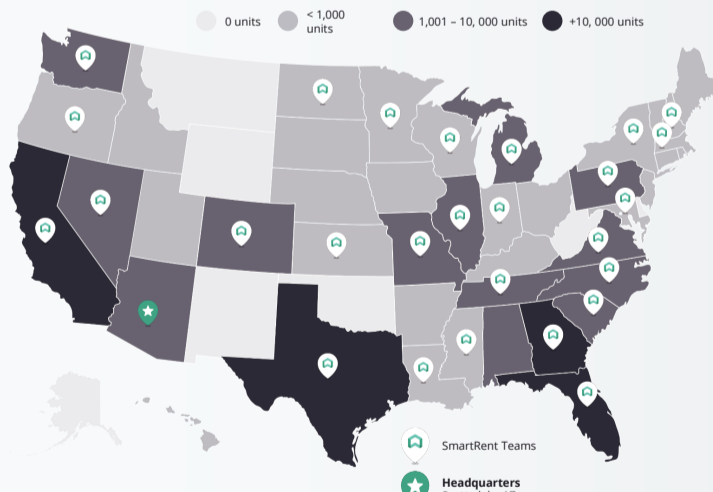 0 units
< 1,000
units
1,001 – 10, 000 units
+10, 000 units
SmartRent Teams
Headquarters